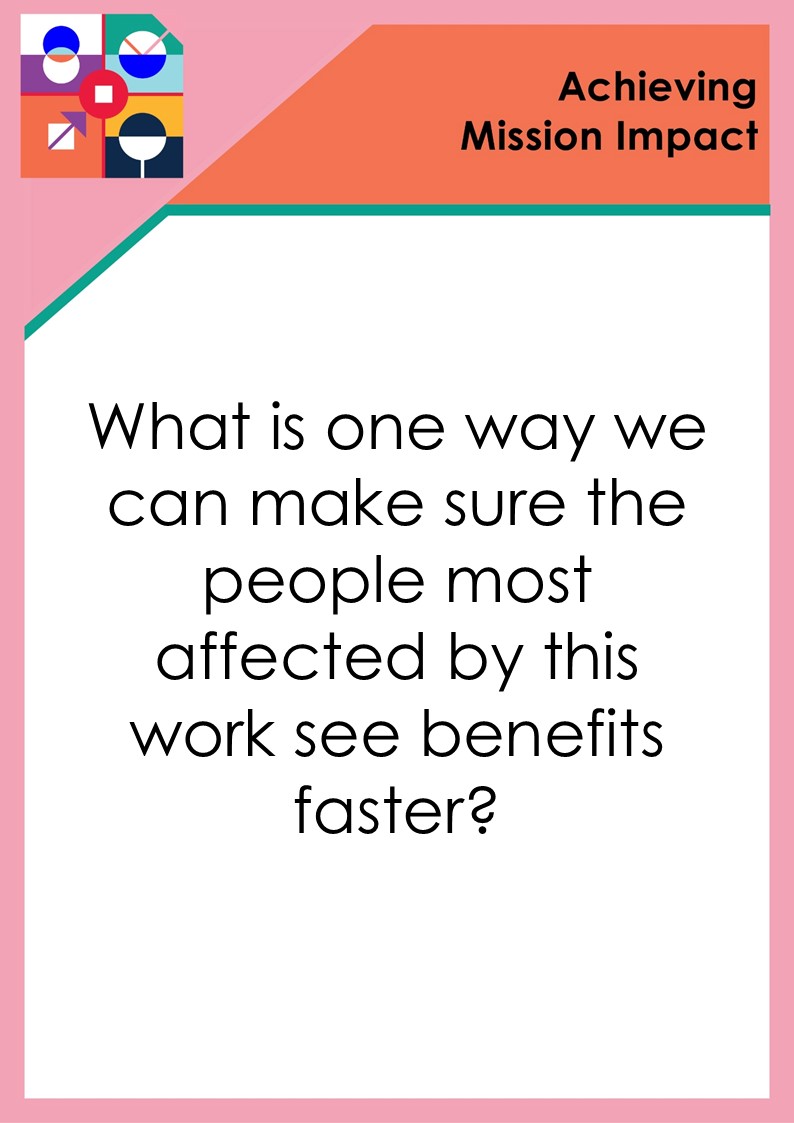 Achieving
Mission Impact
What is one way we
can make sure the
people most
affected by this
work see benefits
faster?